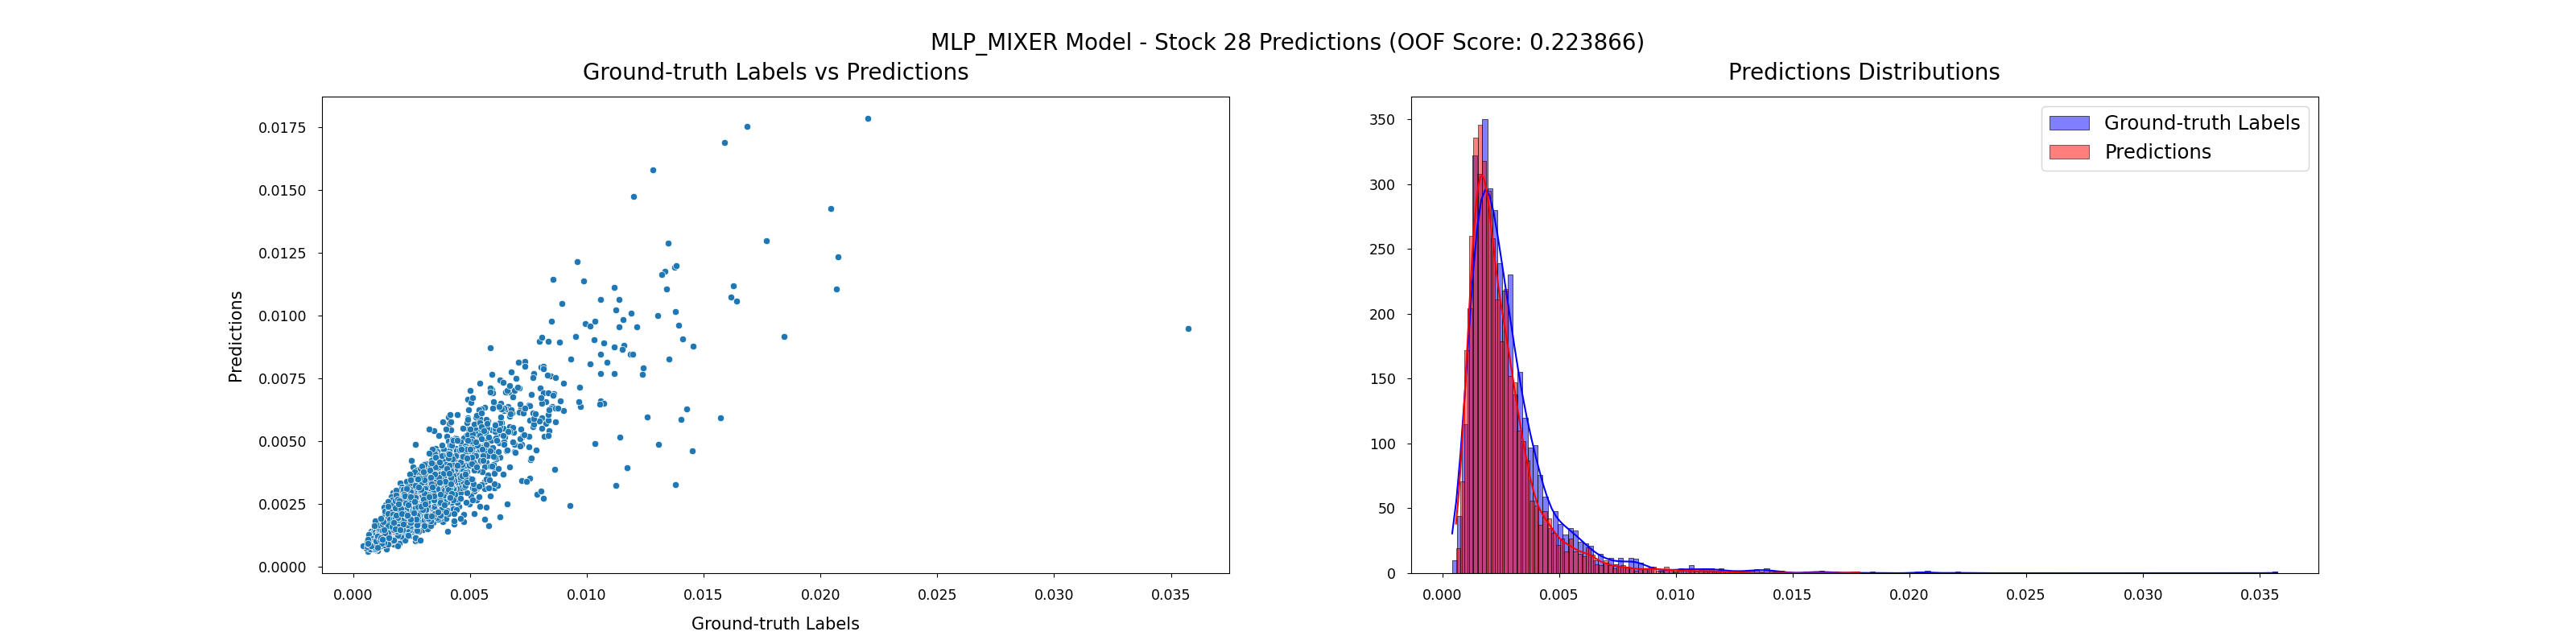 MLP_MIXER Model - Stock 28 Predictions (OOF Score: 0.223866)
Ground-truth Labels vs Predictions
0.0175
0.0150
0.0125
0.0100
0.0075
0.0050
0.0025
0.0000
Predictions
0.000 0.005 0.010 0.015 0.020 0.025 0.030 0.035
Ground-truth Labels
Predictions Distributions
Ground-truth Labels
Predictions
350
300
250
200
150
100
50
0
0.000 0.005 0.010 0.015 0.020 0.025 0.030 0.035